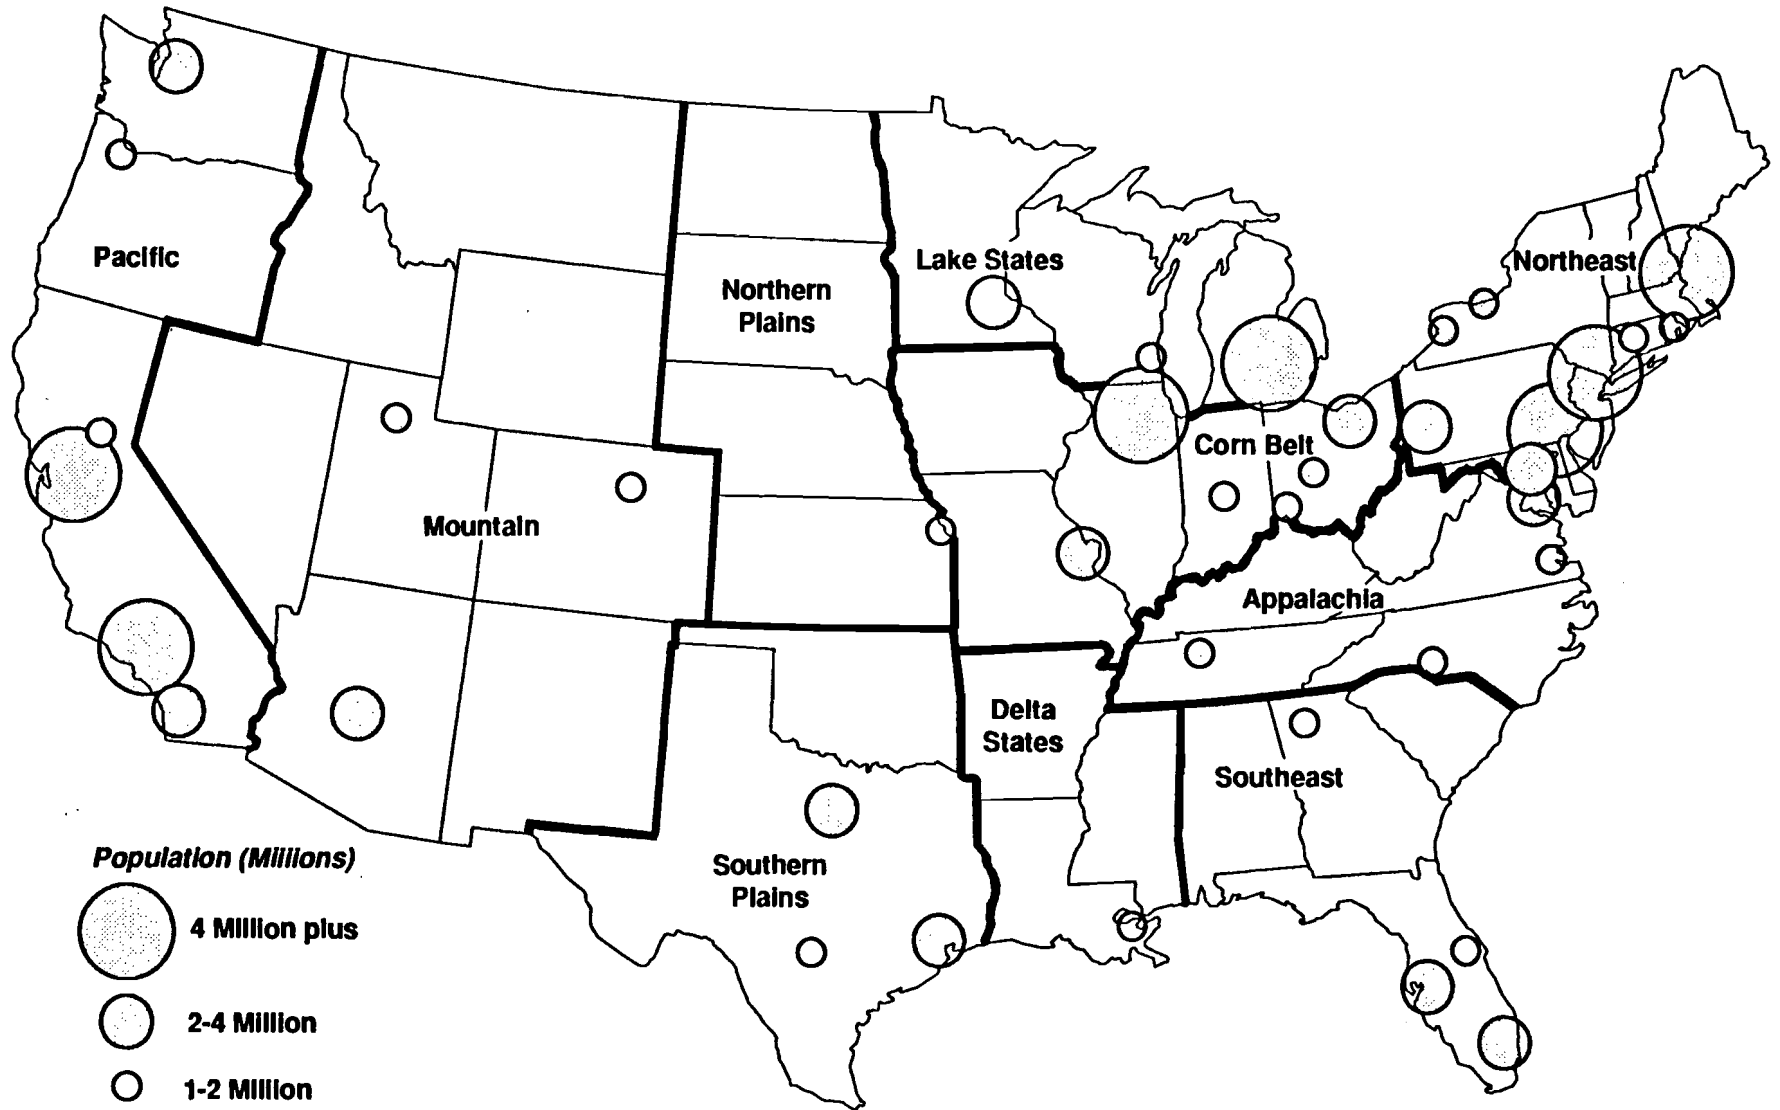 Pacific
Lake States
Northeast
Northern
Plains
Corn Belt
Mountain
Appalachia
Delta
States
Southeast
Southern
Plains
Population (Millions)
4 Million plus
2-4 Million
1-2 Million